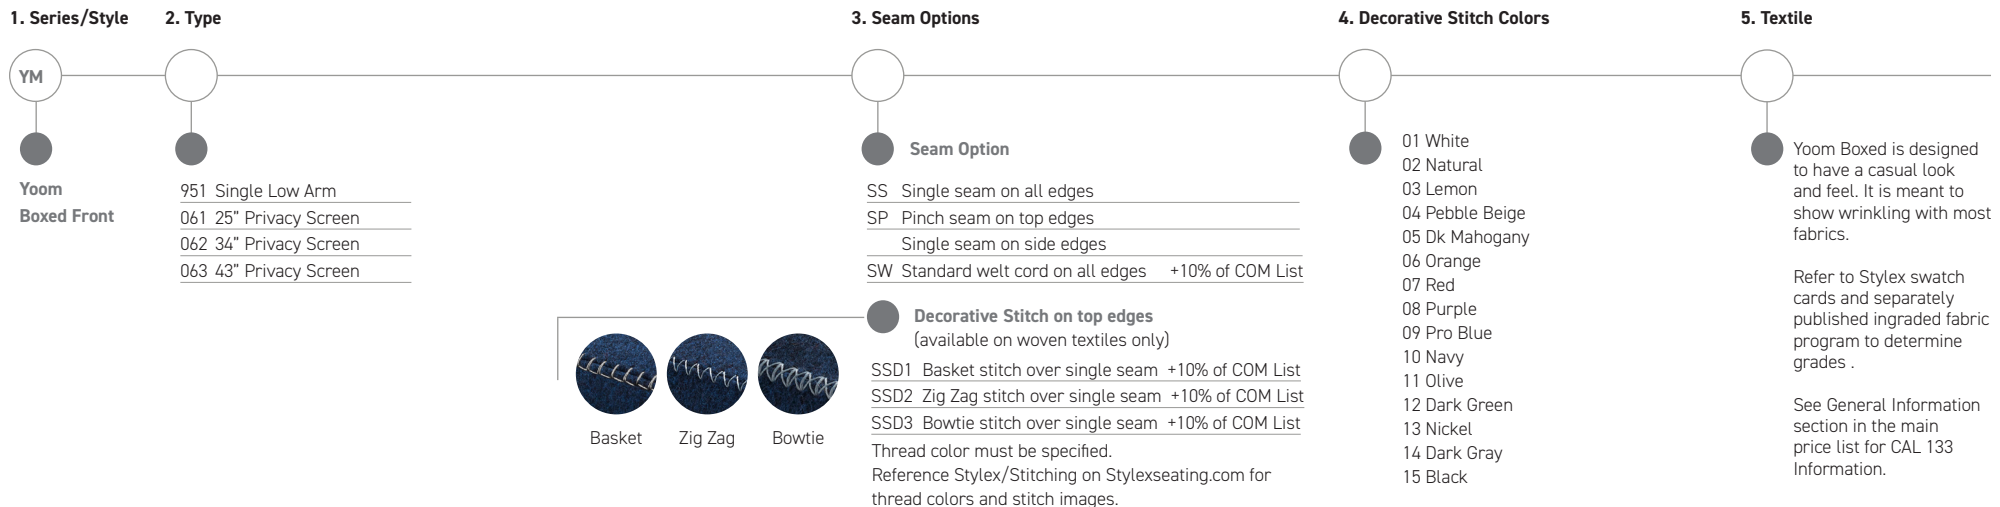 1. Series/Style
2. Type
3. Seam Options
4. Decorative Stitch Colors
5. Textile
YM
Yoom
Boxed Front
951 Single Low Arm
061 25" Privacy Screen
062 34" Privacy Screen
063 43" Privacy Screen
Seam Option
SS Single seam on all edges
SP Pinch seam on top edges
Single seam on side edges
SW Standard welt cord on all edges +10% of COM List
Decorative Stitch on top edges
(available on woven textiles only)
SSD1 Basket stitch over single seam +10% of COM List
SSD2 Zig Zag stitch over single seam +10% of COM List
SSD3 Bowtie stitch over single seam +10% of COM List
Thread color must be specified.
Reference Stylex/Stitching on Stylexseating.com for
thread colors and stitch images.
Basket
Zig Zag
Bowtie
01 White
02 Natural
03 Lemon
04 Pebble Beige
05 Dk Mahogany
06 Orange
07 Red
08 Purple
09 Pro Blue
10 Navy
11 Olive
12 Dark Green
13 Nickel
14 Dark Gray
15 Black
Yoom Boxed is designed
to have a casual look
and feel. It is meant to
show wrinkling with most
fabrics.
Refer to Stylex swatch
cards and separately
published ingraded fabric
program to determine
grades .
See General Information
section in the main
price list for CAL 133
Information.